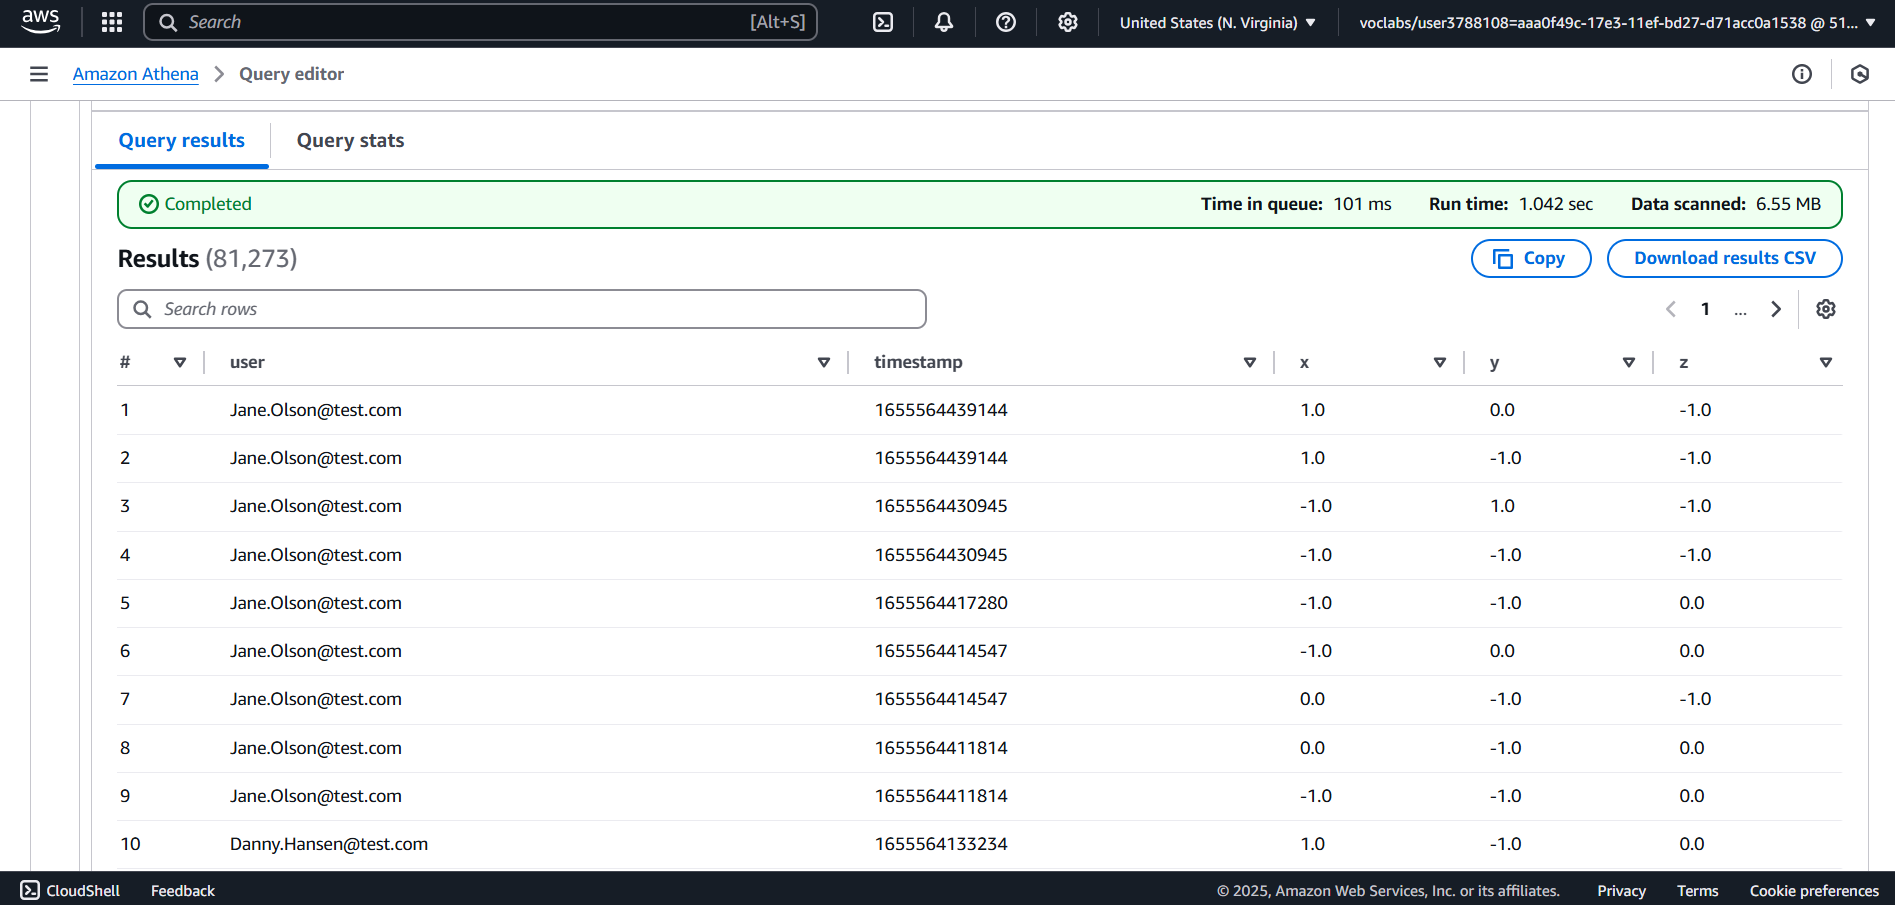 aws Search [Alt+S] United States (N. Virginia) voclabs/user3788108=aaa0f49c-17e3-11ef-bd27-d71acc0a1538 @ 51...
Amazon Athena Query editor
Query results Query stats
Completed Time in queue: 101 ms Run time: 1.042 sec Data scanned: 6.55 MB
Results (81,273) Copy Download results CSV
Search rows 1 ...
# user timestamp x y z
1 Jane.Olson@test.com 1655564439144 1.0 0.0 -1.0
2 Jane.Olson@test.com 1655564439144 1.0 -1.0 -1.0
3 Jane.Olson@test.com 1655564430945 -1.0 1.0 -1.0
4 Jane.Olson@test.com 1655564430945 -1.0 -1.0 -1.0
5 Jane.Olson@test.com 1655564417280 -1.0 -1.0 0.0
6 Jane.Olson@test.com 1655564414547 -1.0 0.0 0.0
7 Jane.Olson@test.com 1655564414547 0.0 -1.0 -1.0
8 Jane.Olson@test.com 1655564411814 0.0 -1.0 0.0
9 Jane.Olson@test.com 1655564411814 -1.0 -1.0 0.0
10 Danny.Hansen@test.com 1655564133234 1.0 -1.0 0.0
CloudShell Feedback © 2025, Amazon Web Services, Inc. or its affiliates. Privacy Terms Cookie preferences